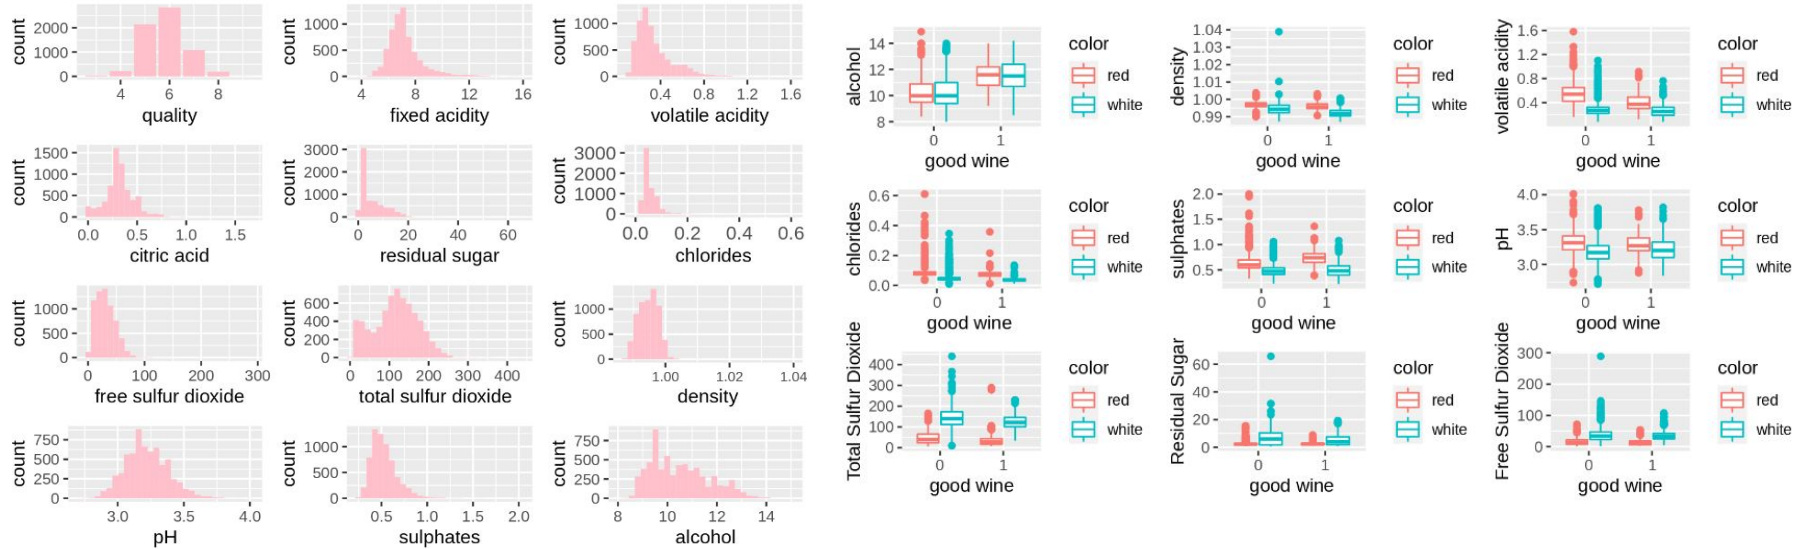 count
2000
1000
0
4 6 8
quality
count
1000
500
0
4 8 12 16
fixed acidity
count
1000
500
0
0.4 0.8 1.2 1.6
volatile acidity
count
1500
1000
500
0
0.0 0.5 1.0 1.5
citric acid
count
3000
2000
1000
0
0 20 40 60
residual sugar
count
3000
2000
1000
0
0.0 0.2 0.4 0.6
chlorides
count
1000
500
0
0 100 200 300
free sulfur dioxide
count
600
400
200
0
0 100 200 300 400
total sulfur dioxide
count
1000
500
0
1.00 1.02 1.04
density
count
750
500
250
0
3.0 3.5 4.0
pH
count
1000
500
0
0.5 1.0 1.5 2.0
sulphates
count
750
500
250
0
8 10 12 14
alcohol
alcohol
14
12
10
8
0 1
good wine
color
red
white
density
1.04
1.03
1.02
1.01
1.00
0.99
0 1
good wine
color
red
white
volatile acidity
1.6
1.2
0.8
0.4
0 1
good wine
color
red
white
chlorides
0.6
0.4
0.2
0.0
0 1
good wine
color
red
white
sulphates
2.0
1.5
1.0
0.5
0 1
good wine
color
red
white
pH
4.0
3.5
3.0
0 1
good wine
color
red
white
Total Sulfur Dioxide
400
300
200
100
0
0 1
good wine
color
red
white
Residual Sugar
60
40
20
0
0 1
good wine
color
red
white
Free Sulfur Dioxide
300
200
100
0
0 1
good wine
color
red
white